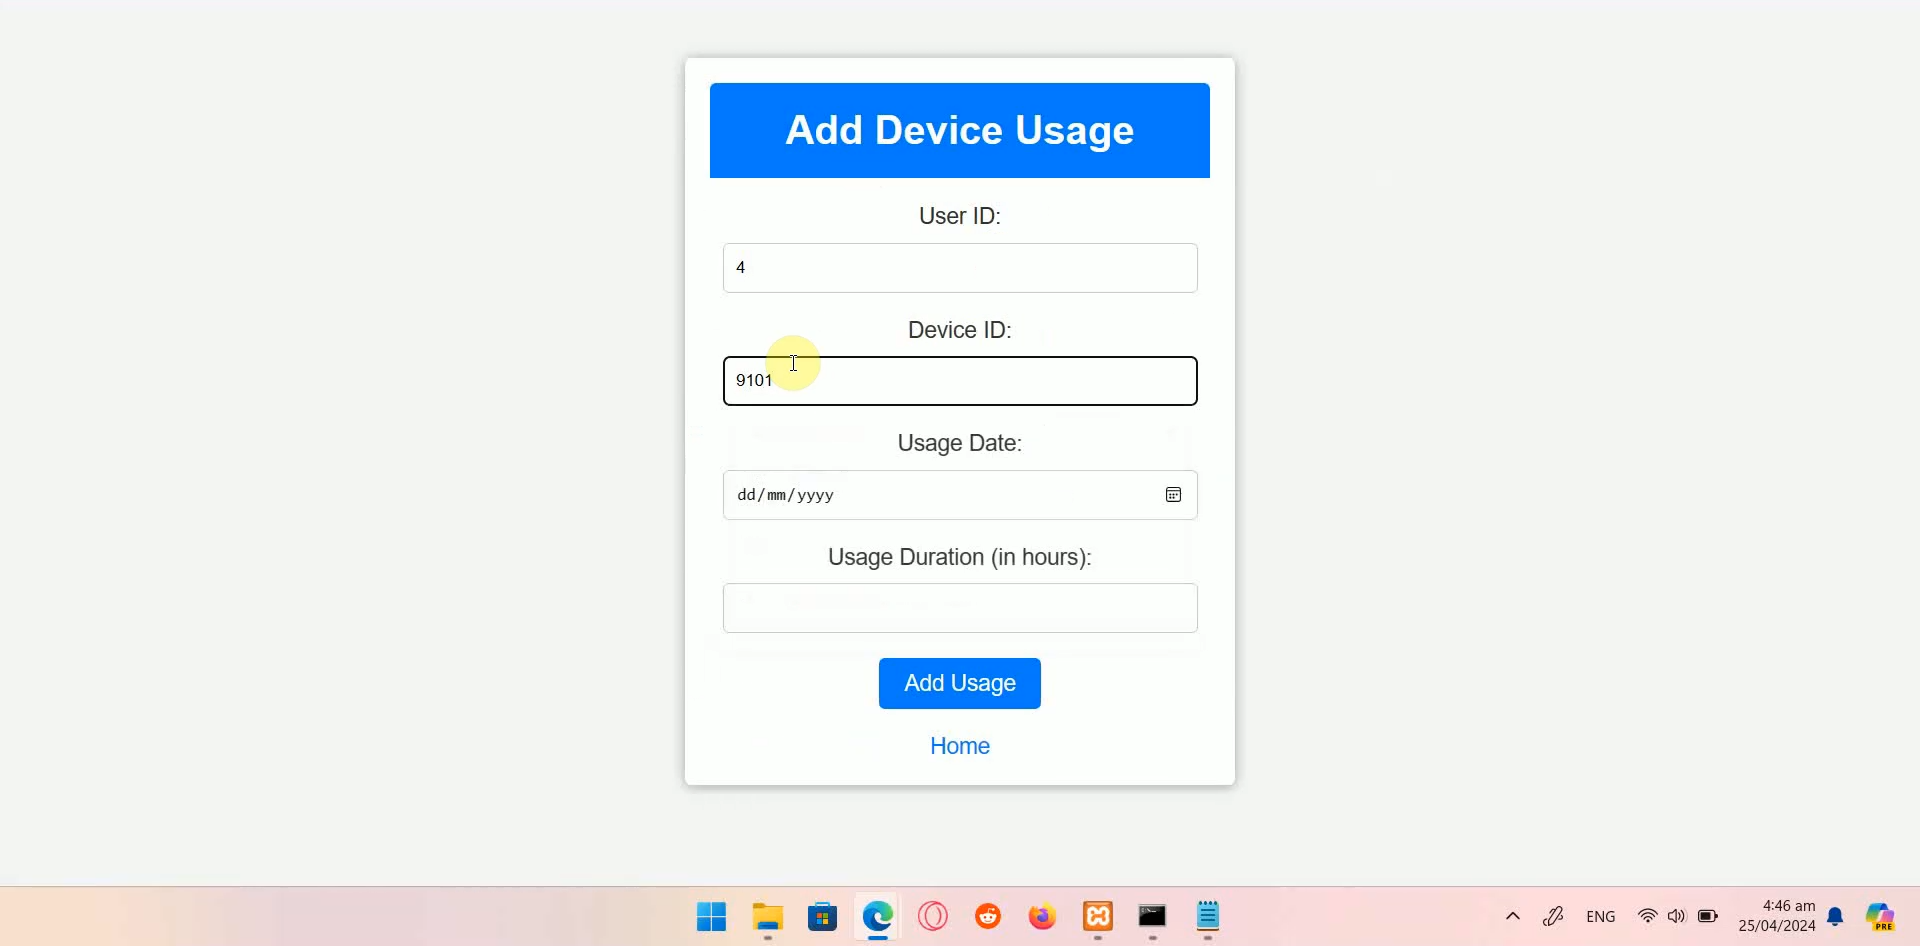 Add Device Usage
User ID:
4
Device ID:
9101
Usage Date:
dd/mm/yyyy
Usage Duration (in hours):
Add Usage
Home
ENG
4:46 am
25/04/2024
PRE